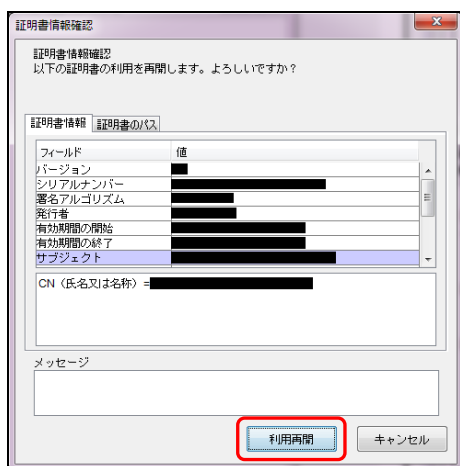 証明書情報確認
証明書情報確認
以下の証明書の利用を再開します。よろしいですか？
証明書情報 証明書のパス
フィールド 値
バージョン
シリアルナンバー
署名アルゴリズム
発行者
有効期間の開始
有効期間の終了
サブジェクト
CN（氏名又は名称）=
メッセージ
利用再開 キャンセル